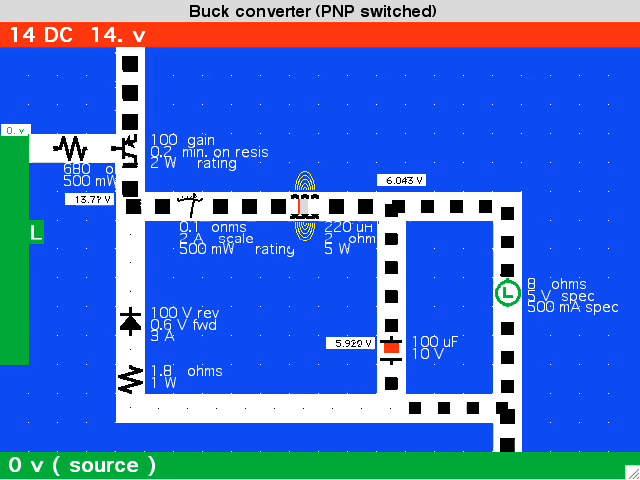 Buck converter (PNP switched)
14 DC 14. v
0. v
100 gain
0.2 min. on resis
2 W rating
680 o
500 mW
13.77 V
6.043 V
0.1 ohms
2 A scale
500 mW rating
220 uH
2 ohm
5 W
L
L
8 ohms
5 V spec
500 mA spec
100 V rev
0.6 V fwd
3 A
5.920 V
100 uF
10 V
1.8 ohms
1 W
0 v ( source )